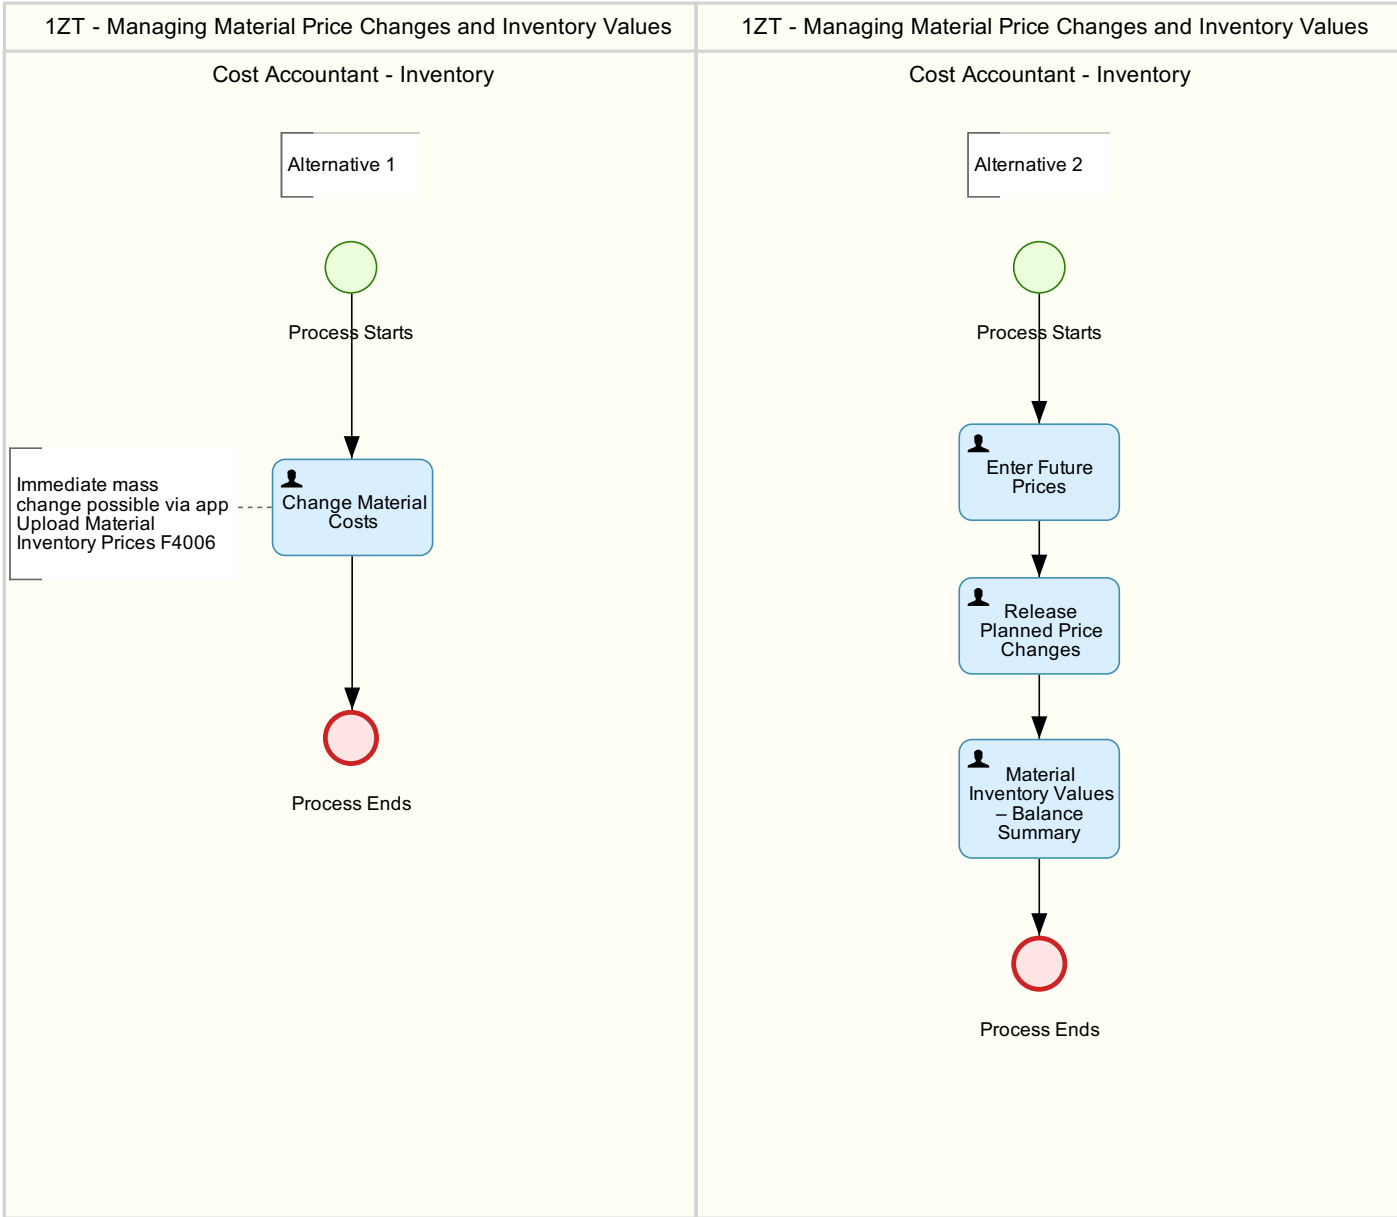 1ZT - Managing Material Price Changes and Inventory Values
Cost Accountant - Inventory
Alternative 1
Process Starts
Immediate mass
change possible via app
Upload Material
Inventory Prices F4006
Change Material
Costs
Process Ends
1ZT - Managing Material Price Changes and Inventory Values
Cost Accountant - Inventory
Alternative 2
Process Starts
Enter Future
Prices
Release
Planned Price
Changes
Material
Inventory Values
– Balance
Summary
Process Ends